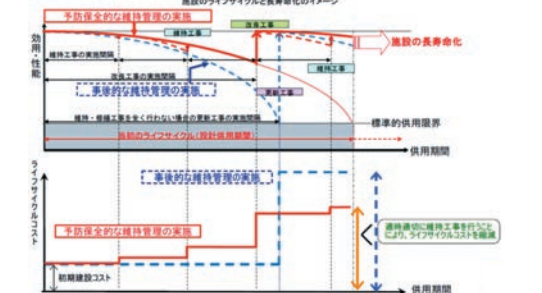 施設のライフサイクルと長寿命化のイメージ
予防保全的な維持管理の実施
改良工事
維持工事
効用・性能
施設の長寿命化
維持工事の実施間隔
維持工事
改良工事の実施間隔
事後的な維持管理の実施
更新工事
維持・修繕工事を全く行わない場合の更新工事の実施間隔
標準的供用限界
当初のライフサイクル(設計供用期間)
供用期間
ライフサイクルコスト
事後的な維持管理の実施
予防保全的な維持管理の実施
適時適切に維持工事を行うこと
により、ライフサイクルコストを縮減
初期建設コスト
供用期間